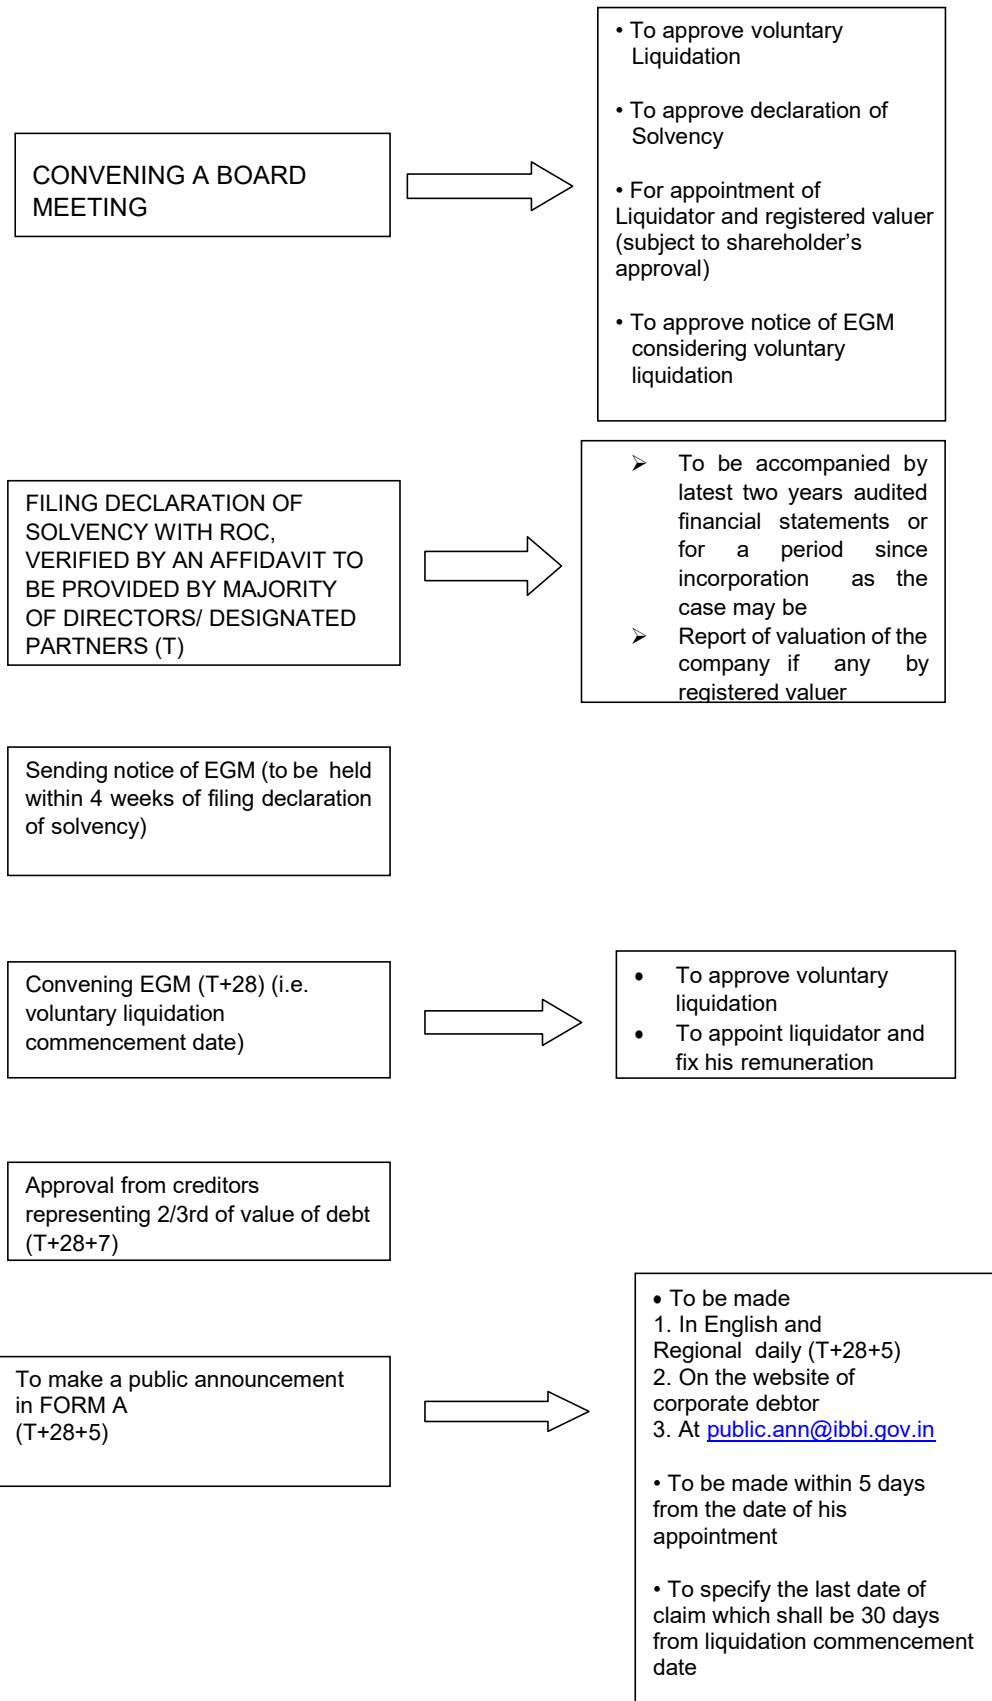 CONVENING A BOARD
MEETING
• To approve voluntary
Liquidation
• To approve declaration of
Solvency
• For appointment of
Liquidator and registered valuer
(subject to shareholder’s
approval)
• To approve notice of EGM
considering voluntary
liquidation
FILING DECLARATION OF
SOLVENCY WITH ROC,
VERIFIED BY AN AFFIDAVIT TO
BE PROVIDED BY MAJORITY
OF DIRECTORS/ DESIGNATED
PARTNERS (T)
➢ To be accompanied by
latest two years audited
financial statements or
for a period since
incorporation as the
case may be
➢ Report of valuation of the
company if any by
registered valuer
Sending notice of EGM (to be held
within 4 weeks of filing declaration
of solvency)
Convening EGM (T+28) (i.e.
voluntary liquidation
commencement date)
• To approve voluntary
liquidation
• To appoint liquidator and
fix his remuneration
Approval from creditors
representing 2/3rd of value of debt
(T+28+7)
To make a public announcement
in FORM A
(T+28+5)
• To be made
1. In English and
Regional daily (T+28+5)
2. On the website of
corporate debtor
3. At public.ann@ibbi.gov.in
• To be made within 5 days
from the date of his
appointment
• To specify the last date of
claim which shall be 30 days
from liquidation commencement
date